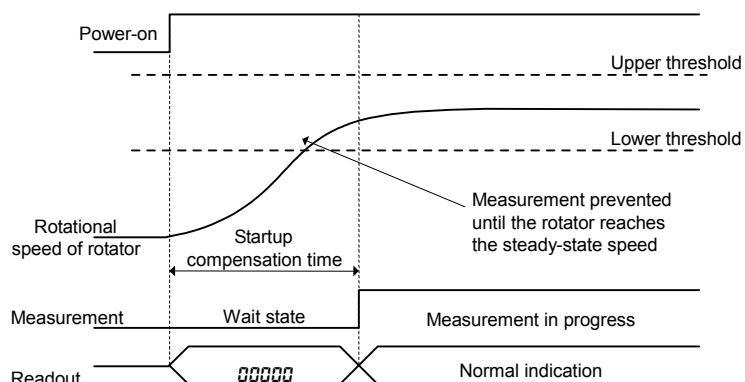 Power-on
Upper threshold
Lower threshold
Measurement prevented
until the rotator reaches
the steady-state speed
Rotational
speed of rotator
Startup
compensation time
Measurement
Wait state
Measurement in progress
Readout
00000
Normal indication